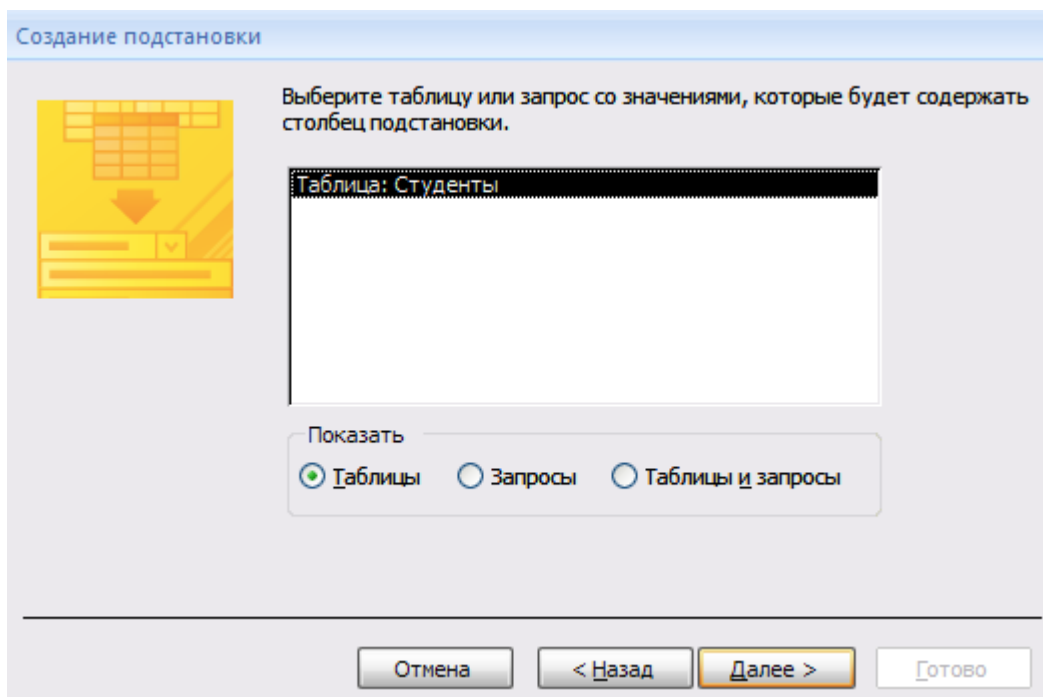 Создание подстановки
Выберите таблицу или запрос со значениями, которые будет содержать
столбец подстановки.
Таблица: Студенты
Показать
Таблицы Запросы Таблицы и запросы
Отмена < Назад Далее > Готово